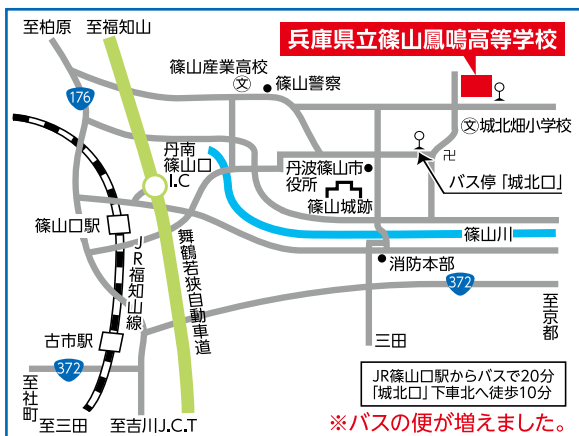 至柏原
至福知山
兵庫県立篠山鳳鳴高等学校
篠山産業高校
文
篠山警察
176
文城北畑小学校
丹南
篠山口
I.C
丹波篠山市
役所
卍
バス停「城北口」
篠山城跡
篠山口駅
篠山川
JR福知山線
舞鶴若狭自動車道
消防本部
372
至京都
古市駅
三田
372
至社町
至三田
至吉川J.C.T
JR篠山口駅からバスで20分
「城北口」下車北へ徒歩10分
※バスの便が増えました。